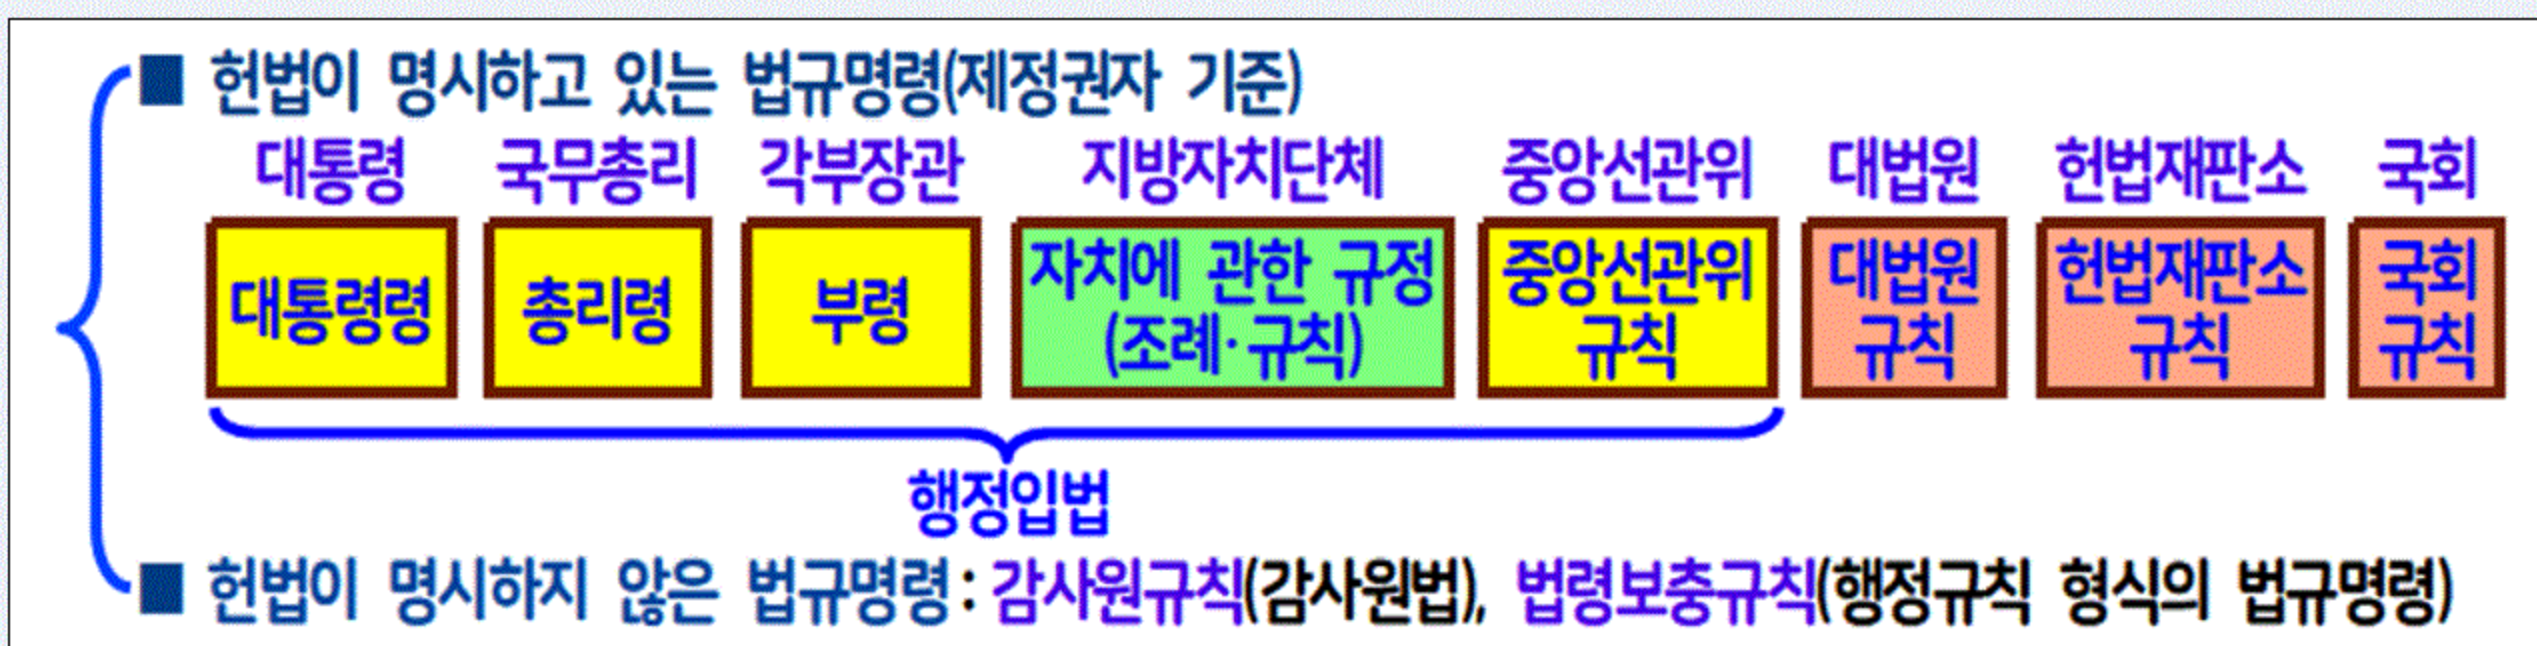 ■ 헌법이 명시하고 있는 법규명령(제정권자 기준)
대통령 국무총리 각부장관 지방자치단체 중앙선관위 대법원 헌법재판소 국회
대통령령 총리령 부령 자치에 관한 규정 중앙선관위 대법원 헌법재판소 국회
(조례·규칙) 규칙 규칙 규칙 규칙
행정입법
■ 헌법이 명시하지 않은 법규명령 : 감사원규칙(감사원법), 법령보충규칙(행정규칙 형식의 법규명령)